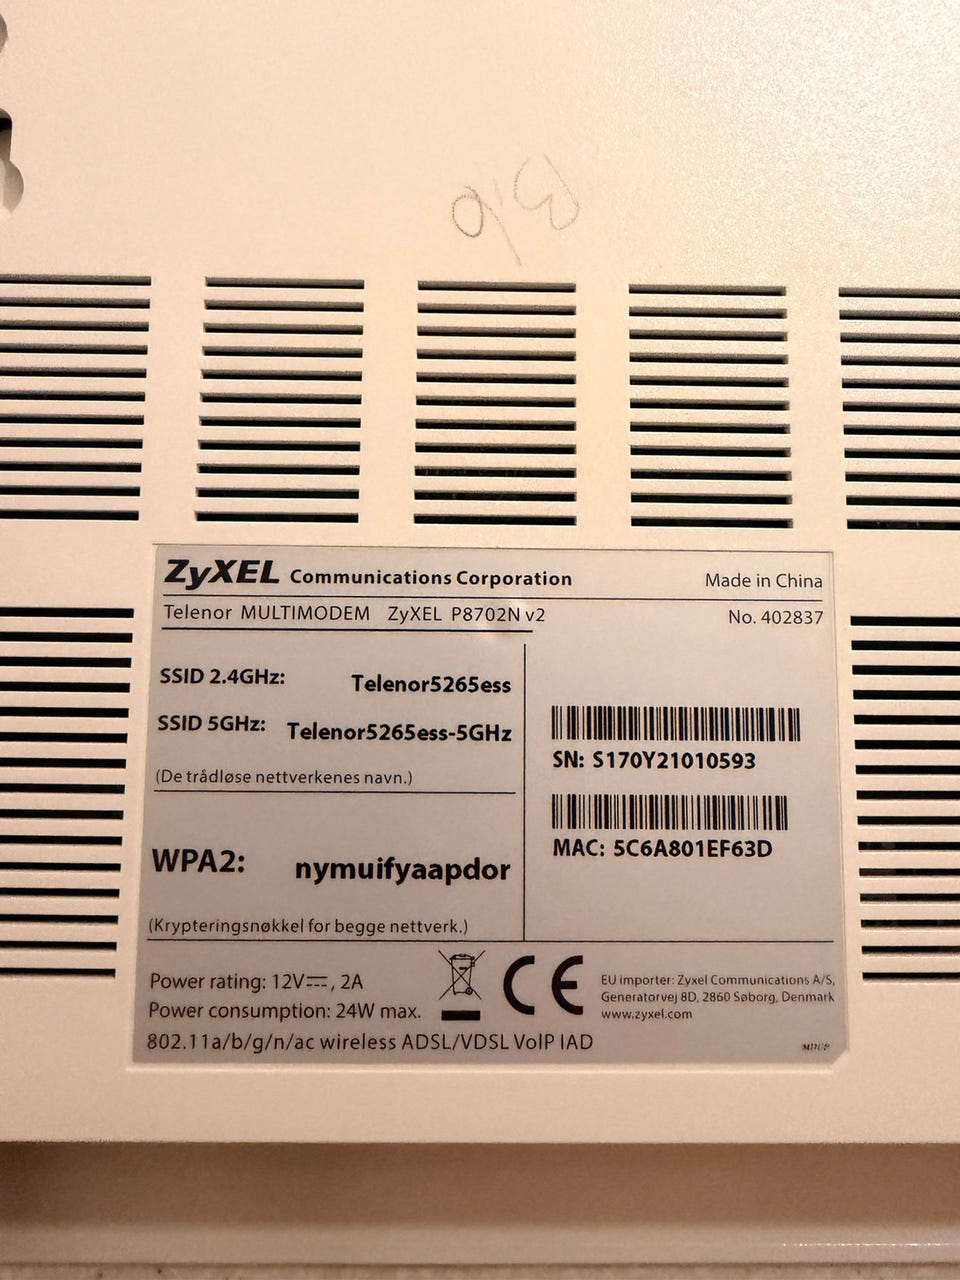 ZyXEL Communications Corporation Made in China
Telenor MULTIMODEM ZyXEL P8702N v2 No. 402837
SSID 2.4GHz: Telenor5265ess
SSID 5GHz: Telenor5265ess-5GHz
(De trådløse nettverkenes navn.)
WPA2: nymuifyaapdor
(Krypteringsnøkkel for begge nettverk.)
SN: S170Y21010593
MAC: 5C6A801EF63D
Power rating: 12V⎓, 2A
Power consumption: 24W max.
802.11a/b/g/n/ac wireless ADSL/VDSL VoIP IAD
CE
EU importer: Zyxel Communications A/S,
Generatorvej 8D, 2860 Søborg, Denmark
www.zyxel.com